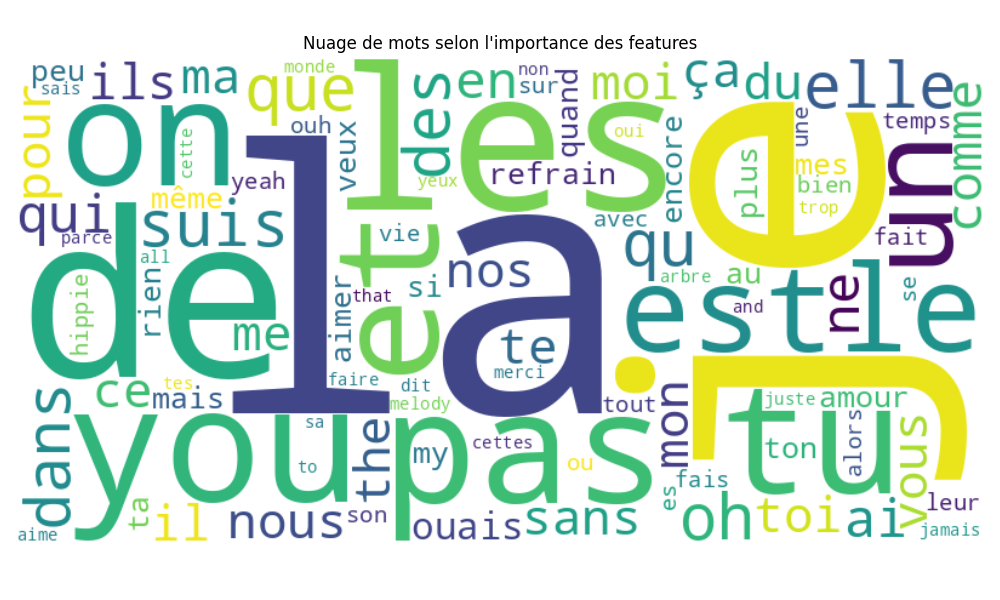 Nuage de mots selon l'importance des features
peu
sais
ils
ma
que
monde
les
des
en
non
sur
quand
moi
ça
du
elle
pour
on
cette
ouh
veux
yeah
yeux
refrain
oui
encore
je
plus
une
mes
bien
trop
temps
un
comme
qui
parce
même
suis
la
et
vie
avec
qu
fait
de
all
rien
hippie
me
aimer
that
si
nos
te
merci
arbre
au
est
and
ne
le
se
dans
ce
tes
mais
faire
dit
melody
tout
mon
juste
amour
you
sa
to
the
pas
my
cettes
ou
tu
ton
alors
vous
ta
il
nous
son
ouais
sans
es
fais
oh
toi
ai
leur
jamais
aime